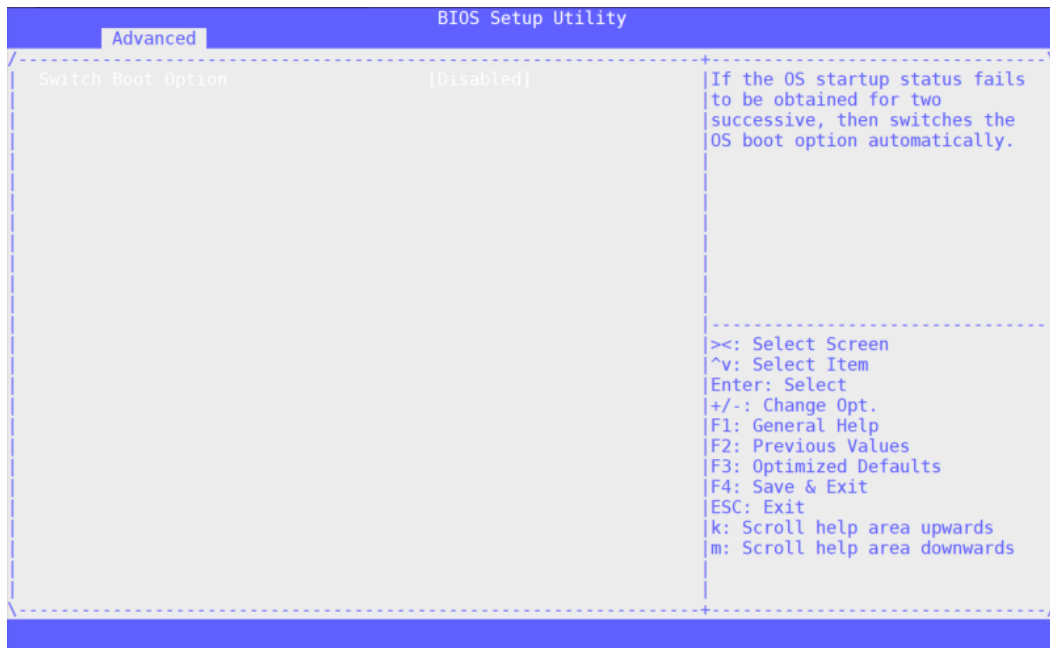 BIOS Setup Utility
Advanced
Switch Boot Option [Disabled]
If the OS startup status fails
to be obtained for two
successive, then switches the
OS boot option automatically.
><: Select Screen
^v: Select Item
Enter: Select
+/-: Change Opt.
F1: General Help
F2: Previous Values
F3: Optimized Defaults
F4: Save & Exit
ESC: Exit
k: Scroll help area upwards
m: Scroll help area downwards